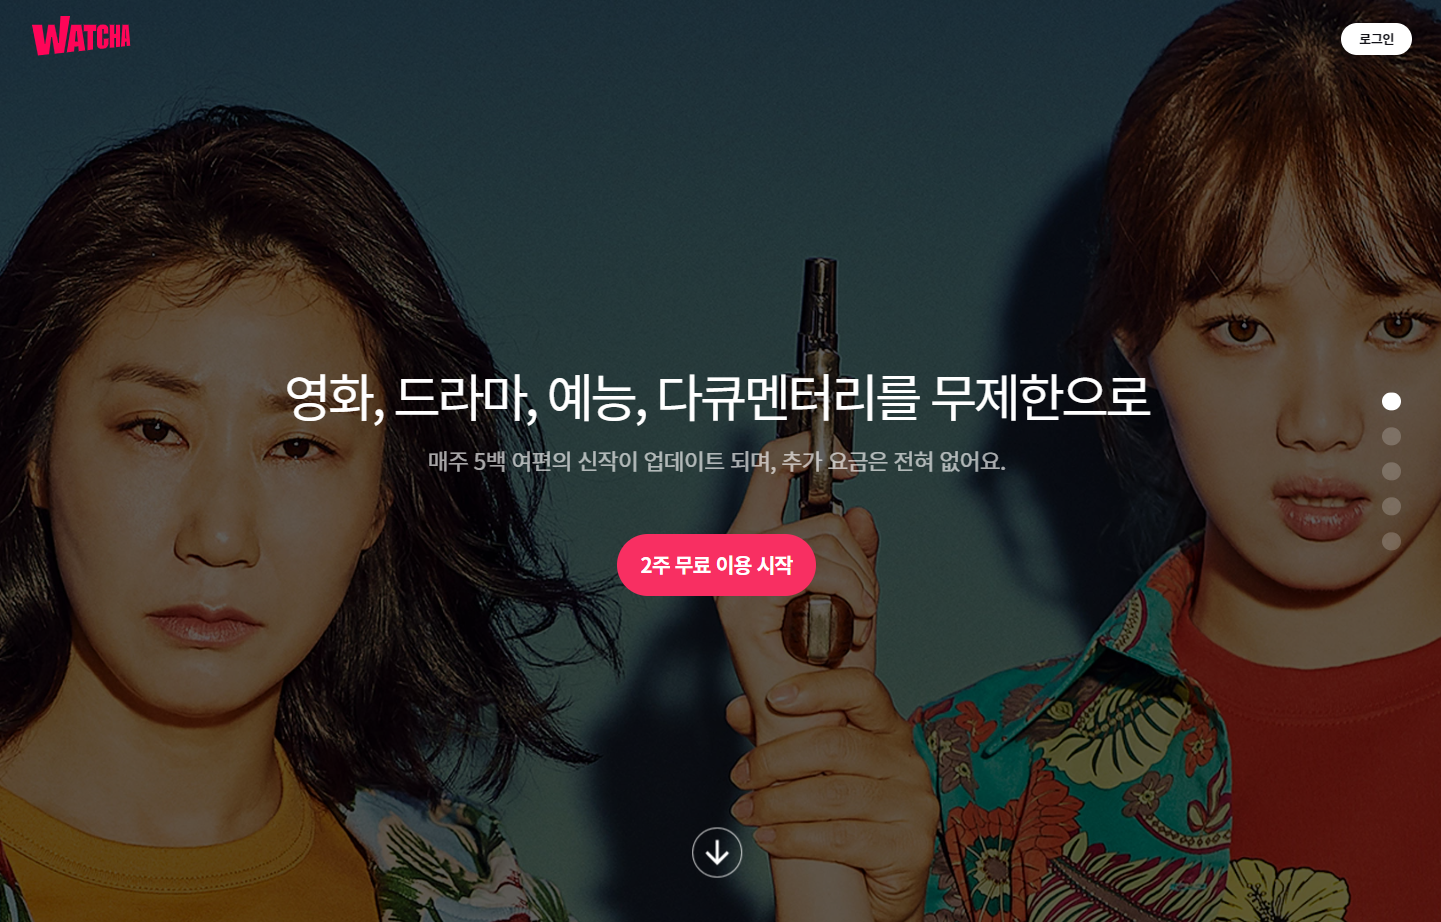 WATCHA
로그인
영화, 드라마, 예능, 다큐멘터리를 무제한으로
매주 5백 여편의 신작이 업데이트 되며, 추가 요금은 전혀 없어요.
2주 무료 이용 시작